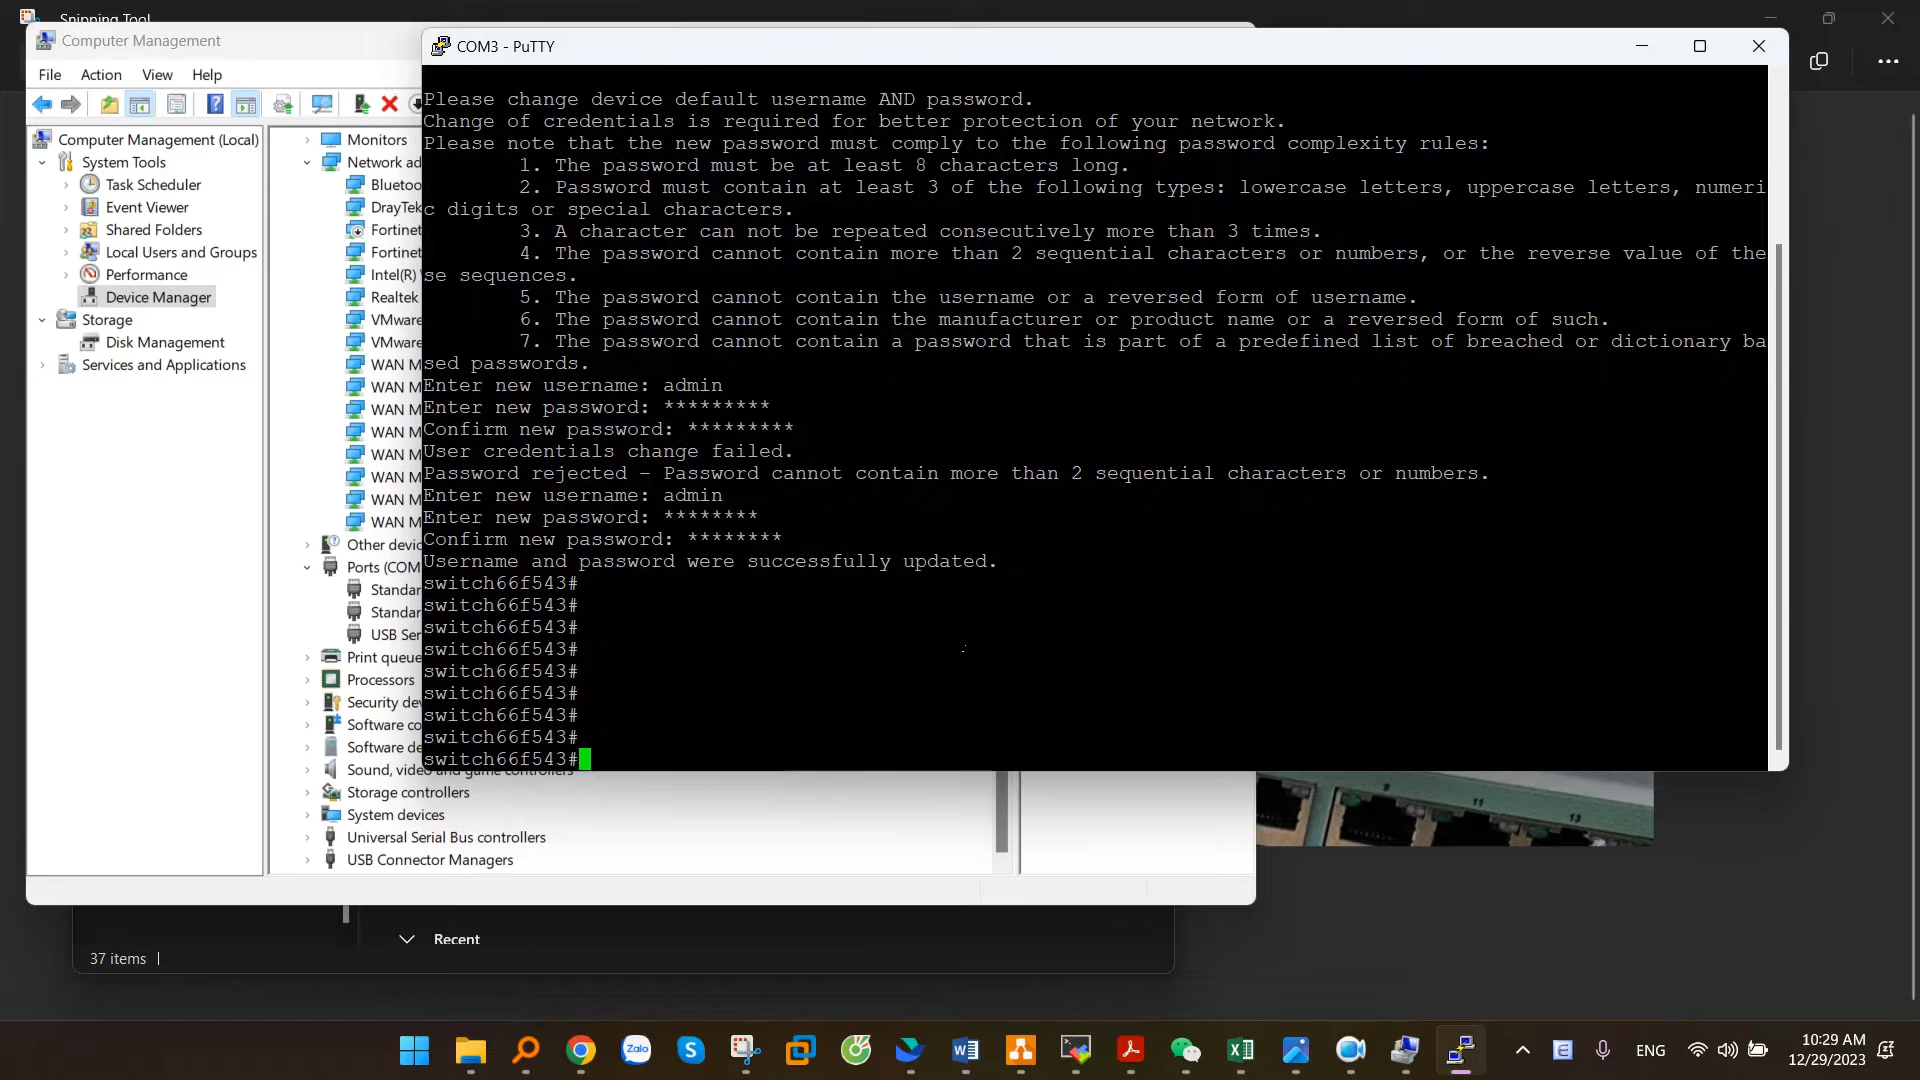 Snipping Tool
Computer Management
File Action View Help
Computer Management (Local)
System Tools
Task Scheduler
Event Viewer
Shared Folders
Local Users and Groups
Performance
Device Manager
Storage
Disk Management
Services and Applications
Monitors
Network ad
Bluetoo
DrayTek
Fortinet
Fortinet
Intel(R)
Realtek
VMware
VMware
WAN M
WAN M
WAN M
WAN M
WAN M
WAN M
WAN M
WAN M
Other devic
Ports (COM
Standar
Standar
USB Ser
Print queue
Processors
Security dev
Software co
Software de
Sound, video and game controllers
Storage controllers
System devices
Universal Serial Bus controllers
USB Connector Managers
COM3 - PuTTY
Please change device default username AND password.
Change of credentials is required for better protection of your network.
Please note that the new password must comply to the following password complexity rules:
1. The password must be at least 8 characters long.
2. Password must contain at least 3 of the following types: lowercase letters, uppercase letters, numeri
c digits or special characters.
3. A character can not be repeated consecutively more than 3 times.
4. The password cannot contain more than 2 sequential characters or numbers, or the reverse value of the
se sequences.
5. The password cannot contain the username or a reversed form of username.
6. The password cannot contain the manufacturer or product name or a reversed form of such.
7. The password cannot contain a password that is part of a predefined list of breached or dictionary ba
sed passwords.
Enter new username: admin
Enter new password: *********
Confirm new password: *********
User credentials change failed.
Password rejected - Password cannot contain more than 2 sequential characters or numbers.
Enter new username: admin
Enter new password: ********
Confirm new password: ********
Username and password were successfully updated.
switch66f543#
switch66f543#
switch66f543#
switch66f543#
switch66f543#
switch66f543#
switch66f543#
switch66f543#
switch66f543#
9 11 13
Recent
37 items
Zalo
ENG
10:29 AM
12/29/2023